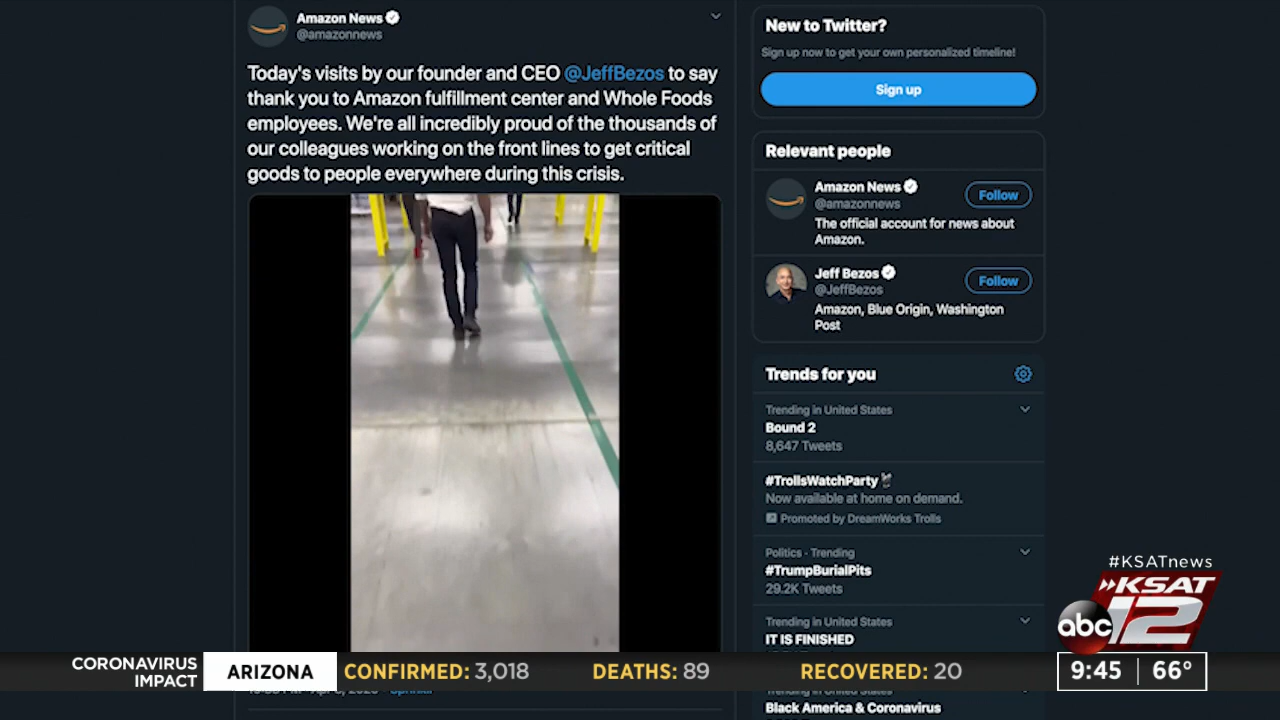 Amazon News
@amazonnews
Today's visits by our founder and CEO @JeffBezos to say
thank you to Amazon fulfillment center and Whole Foods
employees. We're all incredibly proud of the thousands of
our colleagues working on the front lines to get critical
goods to people everywhere during this crisis.
New to Twitter?
Sign up now to get your own personalized timeline!
Sign up
Relevant people
Amazon News
@amazonnews
Follow
The official account for news about
Amazon.
Jeff Bezos
@JeffBezos
Follow
Amazon, Blue Origin, Washington
Post
Trends for you
Trending in United States
Bound 2
8,647 Tweets
#TrollsWatchParty
Now available at home on demand.
Promoted by DreamWorks Trolls
Politics · Trending
#TrumpBurialPits
29.2K Tweets
Trending in United States
IT IS FINISHED
Trending in United States
Black America & Coronavirus
#KSATnews
KSAT
abc 12
CORONAVIRUS
IMPACT
ARIZONA
CONFIRMED: 3,018
DEATHS: 89
RECOVERED: 20
9:45
66°